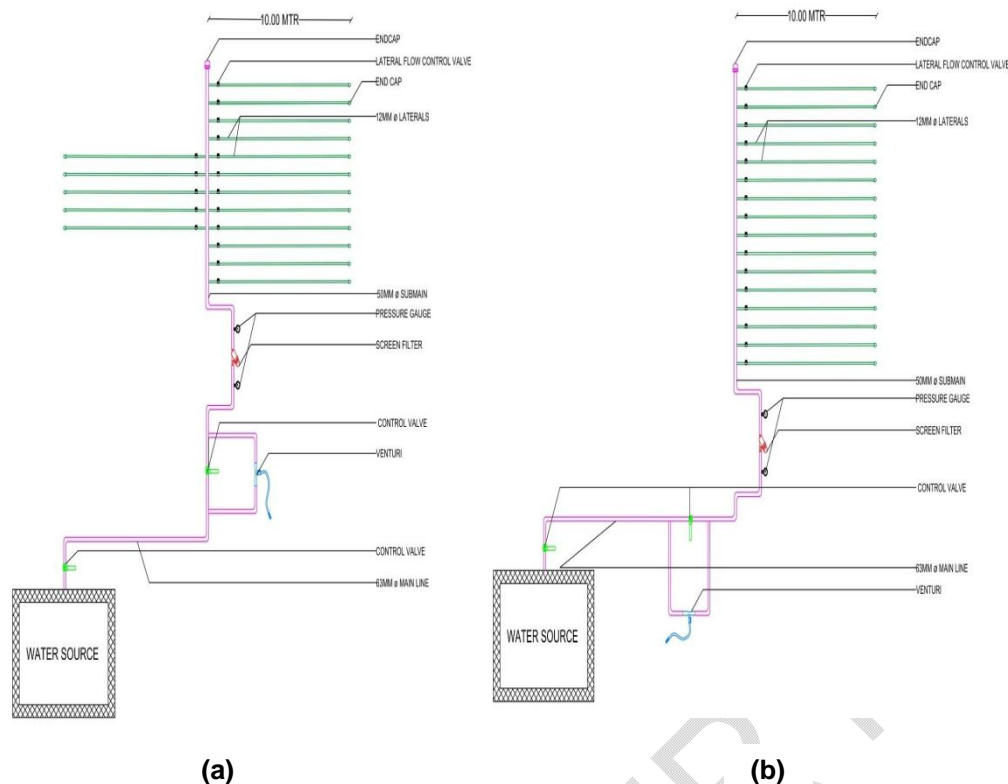 10.00 MTR
ENDCAP
LATERAL FLOW CONTROL VALVE
END CAP
12MM ø LATERALS
50MM ø SUBMAIN
PRESSURE GAUGE
SCREEN FILTER
CONTROL VALVE
VENTURI
CONTROL VALVE
63MM ø MAIN LINE
WATER SOURCE
(a)
10.00 MTR
ENDCAP
LATERAL FLOW CONTROL VALVE
END CAP
12MM ø LATERALS
50MM ø SUBMAIN
PRESSURE GAUGE
SCREEN FILTER
CONTROL VALVE
63MM ø MAIN LINE
VENTURI
WATER SOURCE
(b)